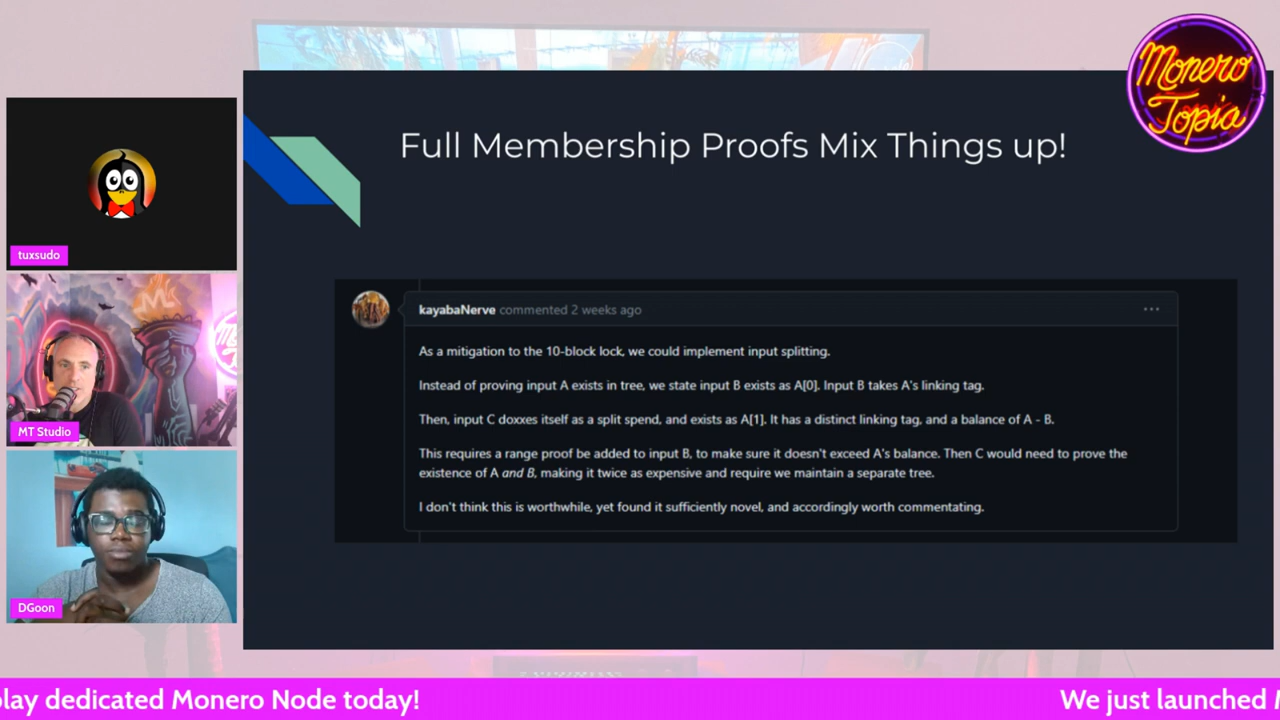 Monero
Topia
Full Membership Proofs Mix Things up!
tuxsudo
MT Studio
DGoon
kayabaNerve commented 2 weeks ago
As a mitigation to the 10-block lock, we could implement input splitting.
Instead of proving input A exists in tree, we state input B exists as A[0]. Input B takes A's linking tag.
Then, input C doxxes itself as a split spend, and exists as A[1]. It has a distinct linking tag, and a balance of A - B.
This requires a range proof be added to input B, to make sure it doesn't exceed A's balance. Then C would need to prove the
existence of A and B, making it twice as expensive and require we maintain a separate tree.
I don't think this is worthwhile, yet found it sufficiently novel, and accordingly worth commentating.
play dedicated Monero Node today!
We just launched